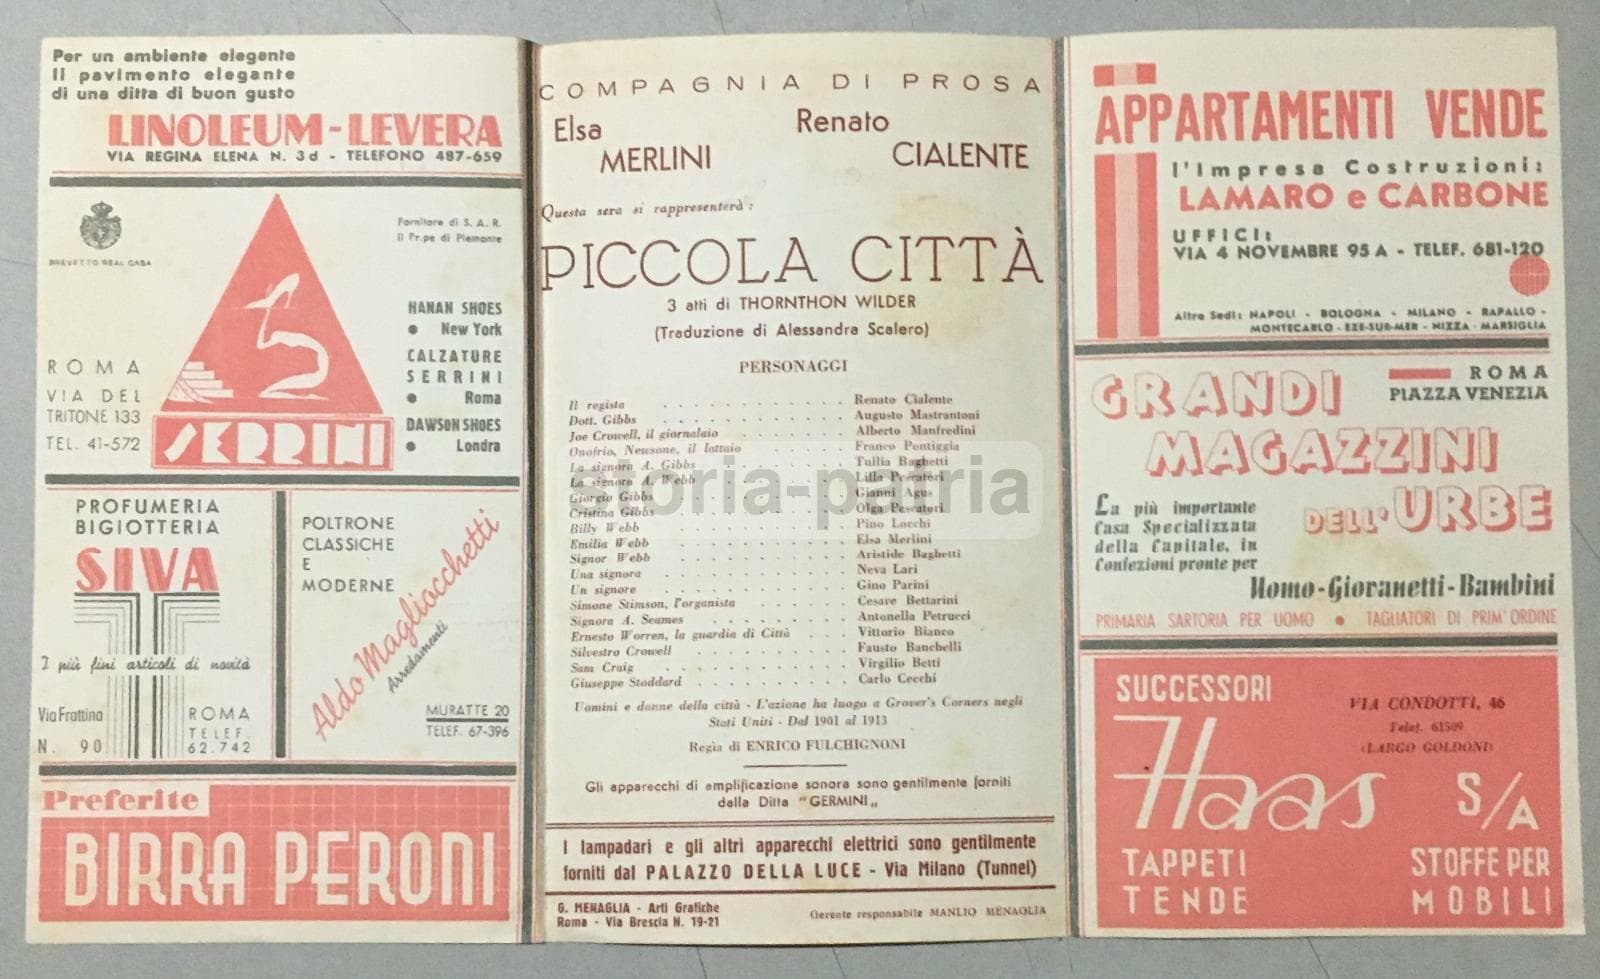 Per un ambiente elegante
Il pavimento elegante
di una ditta di buon gusto
LINOLEUM - LEVERA
VIA REGINA ELENA N. 3d - TELEFONO 487-659
BREVETTO REAL CASA
Fornitore di S. A. R.
Il Pr.pe di Piemonte
ROMA
VIA DEL
TRITONE 133
TEL. 41-572
SERRINI
HANAN SHOES
• New York
CALZATURE
SERRINI
• Roma
DAWSON SHOES
• Londra
PROFUMERIA
BIGIOTTERIA
SIVA
I più fini articoli di novità
Via Frattina
N. 90
ROMA
TELEF.
62.742
POLTRONE
CLASSICHE
E
MODERNE
Aldo Magliocchetti
Arredamenti
MURATTE 20
TELEF. 67-396
Preferite
BIRRA PERONI
COMPAGNIA DI PROSA
Elsa
MERLINI
Renato
CIALENTE
Questa sera si rappresenterà:
PICCOLA CITTÀ
3 atti di THORNTHON WILDER
(Traduzione di Alessandra Scalero)
PERSONAGGI
Il regista . . . . . . . . . . . . Renato Cialente
Dott. Gibbs . . . . . . . . . . . . Augusto Mastrantoni
Joe Crowell, il giornalaio . . . . . . Alberto Manfredini
Onofrio, Newsone, il lattaio . . . . Franco Pontiggia
La signora A. Gibbs . . . . . . . . Tullia Baghetti
La signora A. Webb . . . . . . . . Lilla Pescatori
Giorgio Gibbs . . . . . . . . . . Gianni Agus
Cristina Gibbs . . . . . . . . . . Olga Pescatori
Billy Webb . . . . . . . . . . . Pino Locchi
Emilia Webb . . . . . . . . . . . Elsa Merlini
Signor Webb . . . . . . . . . . . Aristide Baghetti
Una signora . . . . . . . . . . . Neva Lari
Un signore . . . . . . . . . . . Gino Parini
Simone Stimson, l'organista . . . . . . Cesare Bettarini
Signora A. Soames . . . . . . . . Antonella Petrucci
Ernesto Worren, la guardia di Città . . . Vittorio Bianco
Silvestro Crowell . . . . . . . . . Fausto Banchelli
Sam Craig . . . . . . . . . . . . Virgilio Betti
Giuseppe Stoddard . . . . . . . . . Carlo Cecchi
Uomini e donne della città - L'azione ha luogo a Grover's Corners negli
Stati Uniti - Dal 1901 al 1913
Regia di ENRICO FULCHIGNONI
Gli apparecchi di amplificazione sonora sono gentilmente forniti
dalla Ditta "GERMINI„
I lampadari e gli altri apparecchi elettrici sono gentilmente
forniti dal PALAZZO DELLA LUCE - Via Milano (Tunnel)
G. MENAGLIA - Arti Grafiche
Roma - Via Brescia N. 19-21
Gerente responsabile MANLIO MENAGLIA
APPARTAMENTI VENDE
l'Impresa Costruzioni:
LAMARO e CARBONE
UFFICI:
VIA 4 NOVEMBRE 95 A - TELEF. 681-120
Altre Sedi: NAPOLI - BOLOGNA - MILANO - RAPALLO -
MONTECARLO - EZE-SUR-MER - NIZZA - MARSIGLIA
GRANDI
MAGAZZINI
DELL'URBE
ROMA
PIAZZA VENEZIA
La più importante
Casa Specializzata
della Capitale, in
Confezioni pronte per
Uomo-Giovanetti-Bambini
PRIMARIA SARTORIA PER UOMO • TAGLIATORI DI PRIM'ORDINE
SUCCESSORI
Haas
S/A
VIA CONDOTTI, 46
Telef. 61509
(LARGO GOLDONI)
TAPPETI
TENDE
STOFFE PER
MOBILI
storia-patria